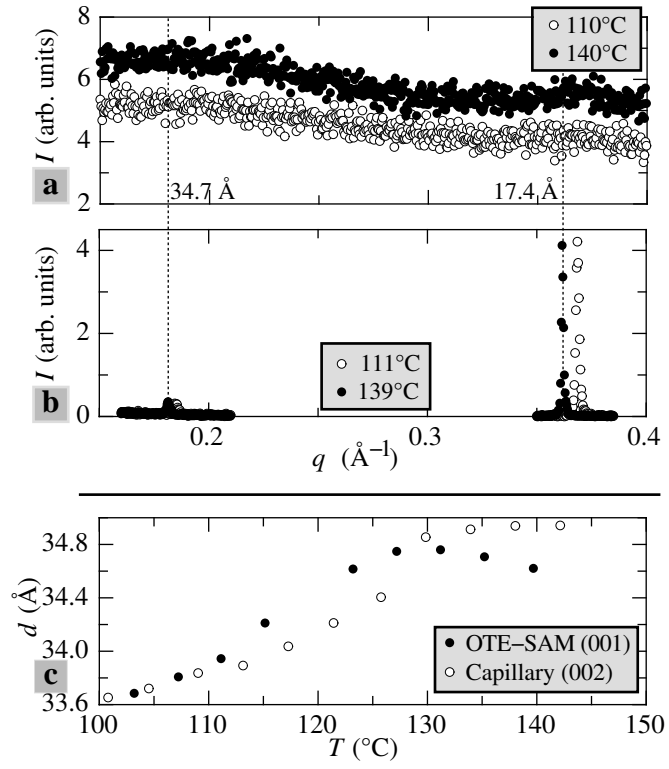 8
6
4
2
I (arb. units)
110°C
140°C
a
34.7 Å
17.4 Å
4
2
0
I (arb. units)
111°C
139°C
b
0.2
0.3
0.4
q (Å⁻¹)
34.8
34.4
34.0
33.6
d (Å)
OTE–SAM (001)
Capillary (002)
c
100
110
120
130
140
150
T (°C)